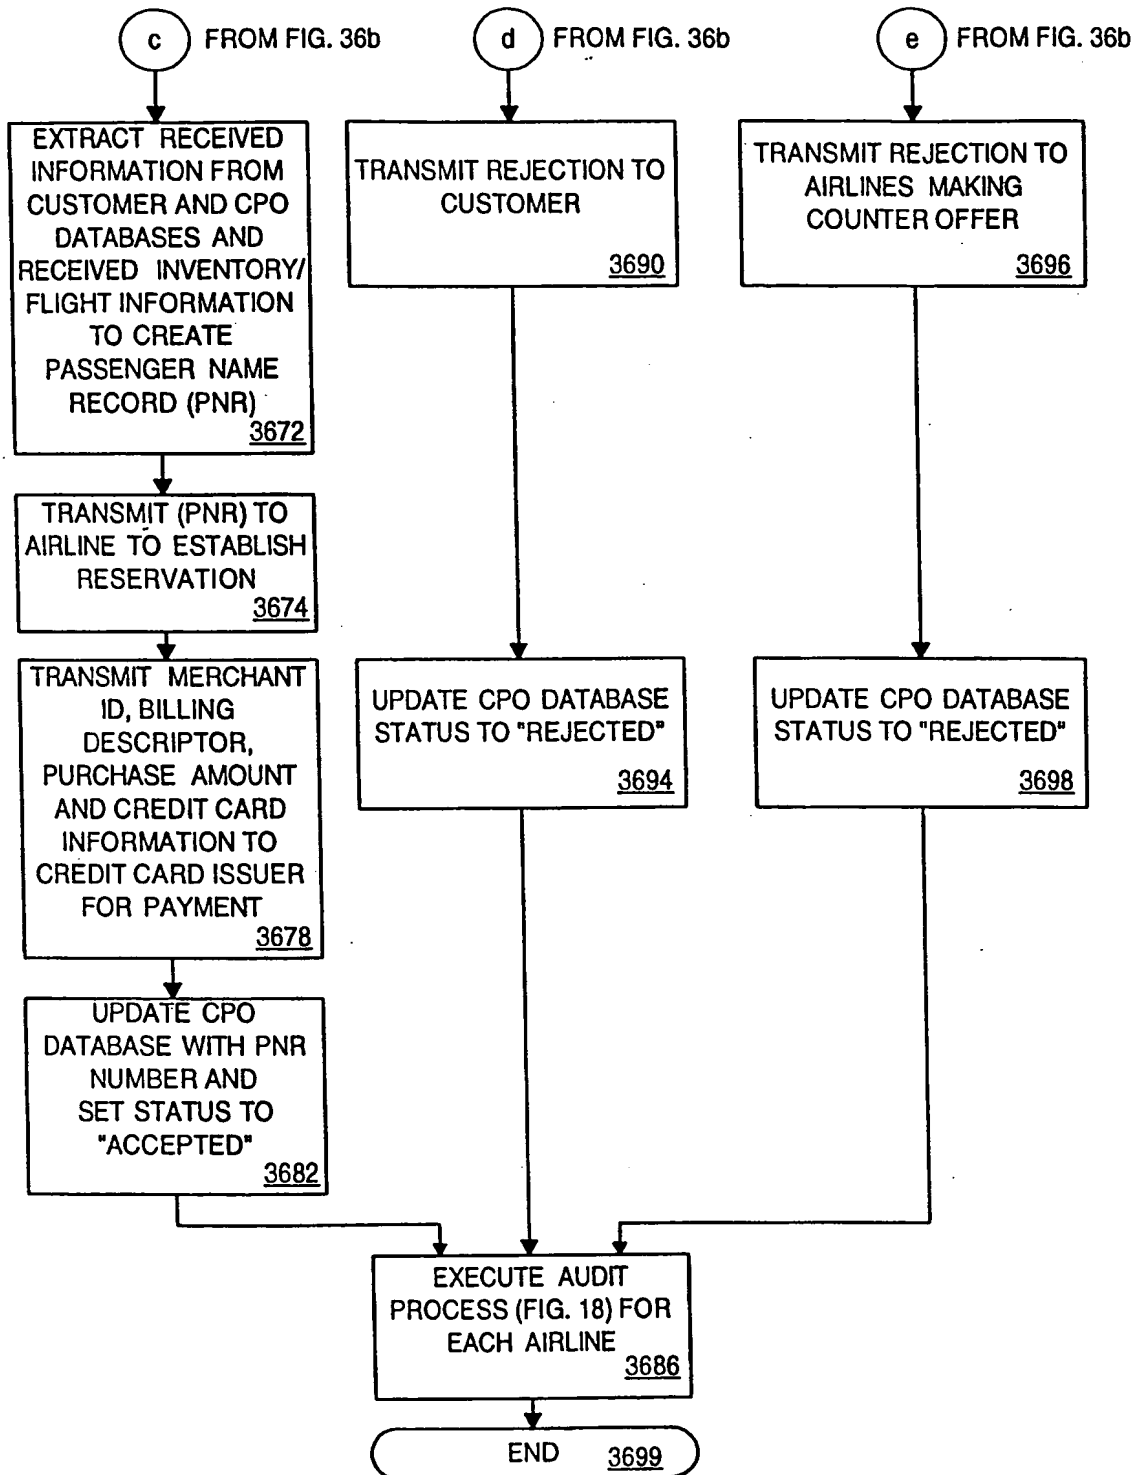 c FROM FIG. 36b
d FROM FIG. 36b
e FROM FIG. 36b
EXTRACT RECEIVED
INFORMATION FROM
CUSTOMER AND CPO
DATABASES AND
RECEIVED INVENTORY/
FLIGHT INFORMATION
TO CREATE
PASSENGER NAME
RECORD (PNR)
3672
TRANSMIT (PNR) TO
AIRLINE TO ESTABLISH
RESERVATION
3674
TRANSMIT MERCHANT
ID, BILLING
DESCRIPTOR,
PURCHASE AMOUNT
AND CREDIT CARD
INFORMATION TO
CREDIT CARD ISSUER
FOR PAYMENT
3678
UPDATE CPO
DATABASE WITH PNR
NUMBER AND
SET STATUS TO
"ACCEPTED"
3682
TRANSMIT REJECTION TO
CUSTOMER
3690
UPDATE CPO DATABASE
STATUS TO "REJECTED"
3694
TRANSMIT REJECTION TO
AIRLINES MAKING
COUNTER OFFER
3696
UPDATE CPO DATABASE
STATUS TO "REJECTED"
3698
EXECUTE AUDIT
PROCESS (FIG. 18) FOR
EACH AIRLINE
3686
END 3699